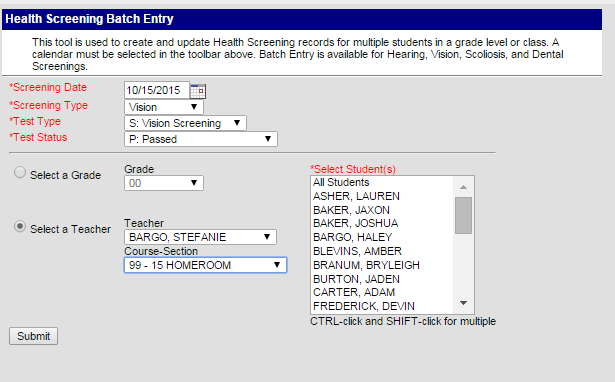 Health Screening Batch Entry
This tool is used to create and update Health Screening records for multiple students in a grade level or class. A
calendar must be selected in the toolbar above. Batch Entry is available for Hearing, Vision, Scoliosis, and Dental
Screenings.
*Screening Date 10/15/2015
*Screening Type Vision
*Test Type S: Vision Screening
*Test Status P: Passed
Select a Grade
Grade
00
Select a Teacher
Teacher
BARGO, STEFANIE
Course-Section
99 - 15 HOMEROOM
*Select Student(s)
All Students
ASHER, LAUREN
BAKER, JAXON
BAKER, JOSHUA
BARGO, HALEY
BLEVINS, AMBER
BRANUM, BRYLEIGH
BURTON, JADEN
CARTER, ADAM
FREDERICK, DEVIN
CTRL-click and SHIFT-click for multiple
Submit